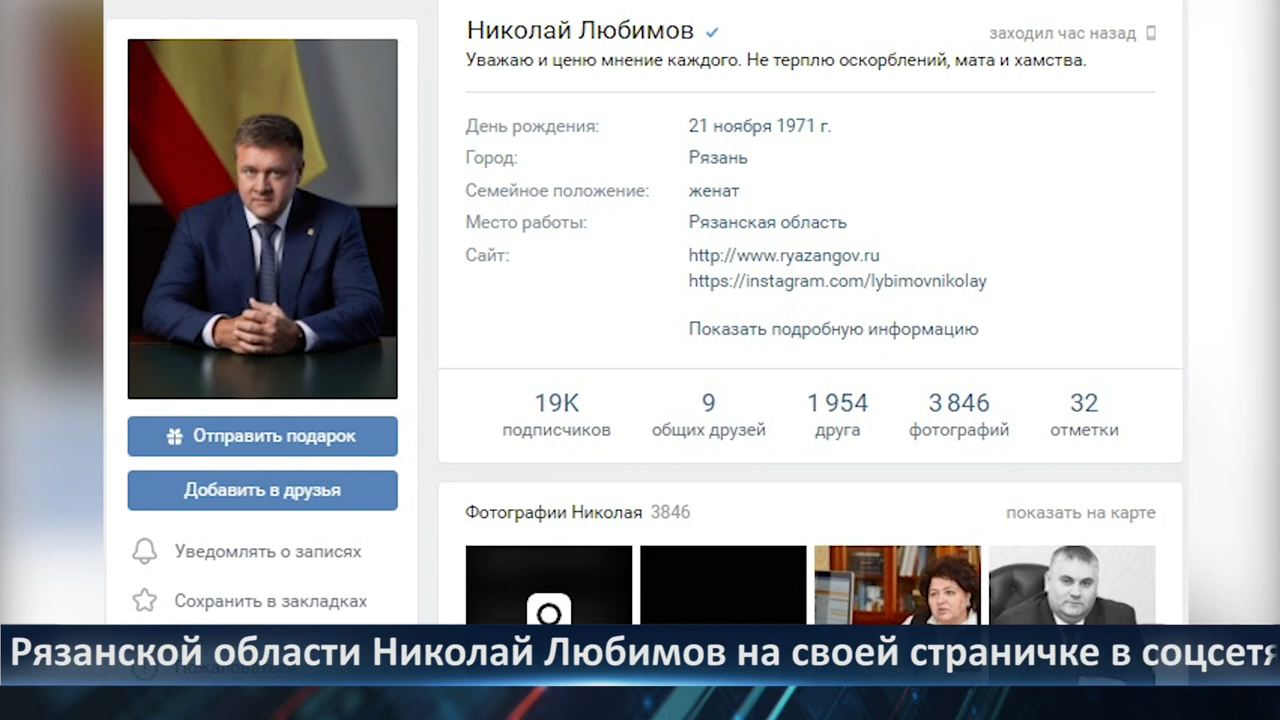 Николай Любимов
заходил час назад
Уважаю и ценю мнение каждого. Не терплю оскорблений, мата и хамства.
День рождения: 21 ноября 1971 г.
Город: Рязань
Семейное положение: женат
Место работы: Рязанская область
Сайт: http://www.ryazangov.ru
https://instagram.com/lybimovnikolay
Показать подробную информацию
19K 9 1 954 3 846 32
подписчиков общих друзей друга фотографий отметки
Отправить подарок
Добавить в друзья
Уведомлять о записях
Сохранить в закладках
Фотографии Николая 3846
показать на карте
Рязанской области Николай Любимов на своей страничке в соцсетя